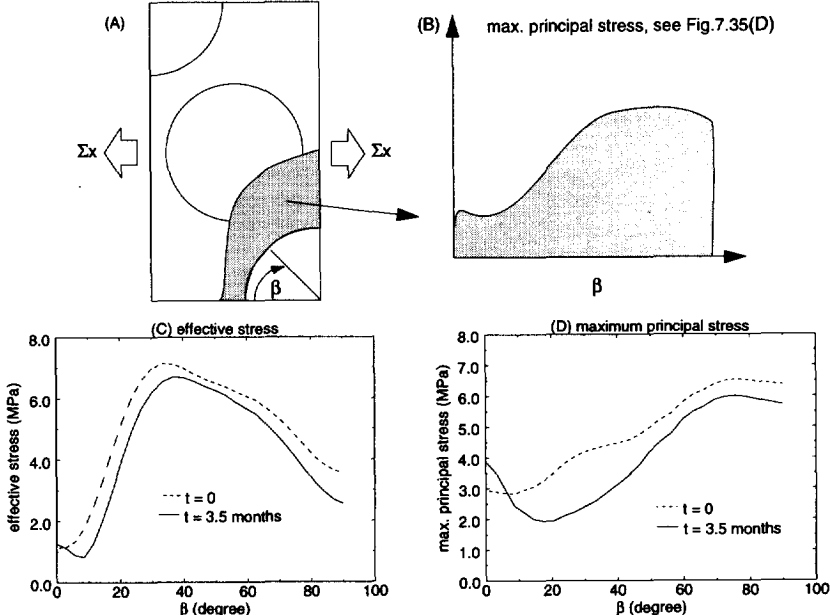 (A)
Σx
Σx
β
(B)
max. principal stress, see Fig.7.35(D)
β
(C) effective stress
8.0
6.0
4.0
2.0
0.0
effective stress (MPa)
t = 0
t = 3.5 months
0
20
40
60
80
100
β (degree)
(D) maximum principal stress
8.0
7.0
6.0
5.0
4.0
3.0
2.0
1.0
0.0
max. principal stress (MPa)
t = 0
t = 3.5 months
0
20
40
60
80
100
β (degree)